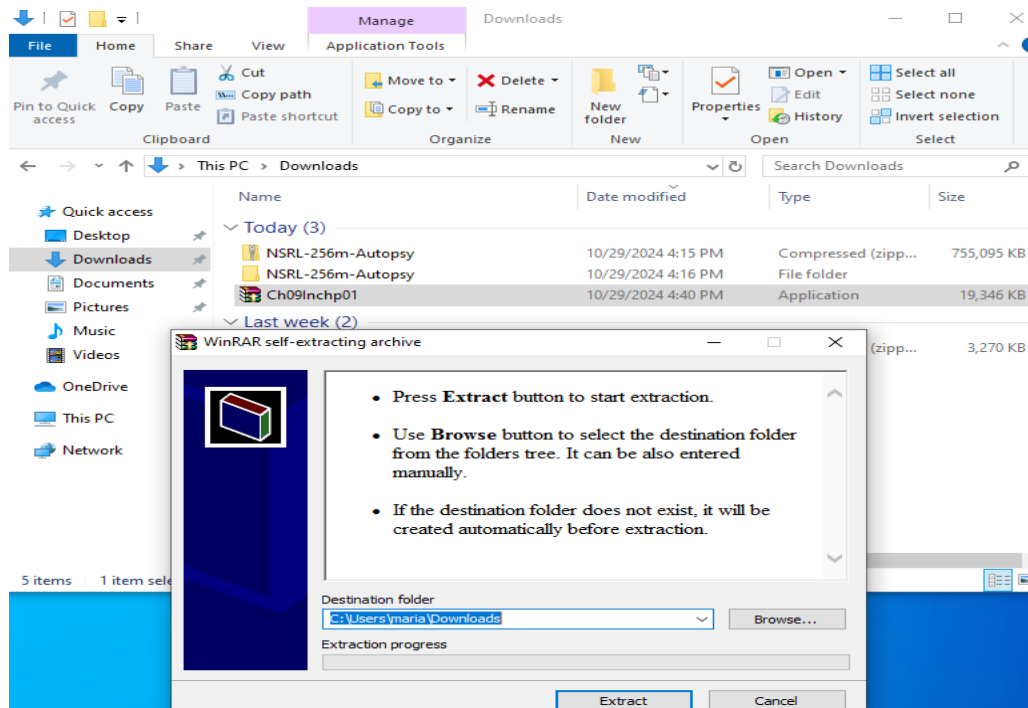 Manage
Downloads
File
Home
Share
View
Application Tools
Pin to Quick access
Copy
Paste
Cut
Copy path
Paste shortcut
Clipboard
Move to
Copy to
Delete
Rename
Organize
New folder
New
Properties
Open
Edit
History
Open
Select all
Select none
Invert selection
Select
This PC > Downloads
Search Downloads
Name
Date modified
Type
Size
Quick access
Desktop
Downloads
Documents
Pictures
Music
Videos
OneDrive
This PC
Network
Today (3)
NSRL-256m-Autopsy 10/29/2024 4:15 PM Compressed (zipp... 755,095 KB
NSRL-256m-Autopsy 10/29/2024 4:16 PM File folder
Ch09Inchp01 10/29/2024 4:40 PM Application 19,346 KB
Last week (2)
(zipp... 3,270 KB
5 items
1 item sele
WinRAR self-extracting archive
• Press Extract button to start extraction.
• Use Browse button to select the destination folder
from the folders tree. It can be also entered
manually.
• If the destination folder does not exist, it will be
created automatically before extraction.
Destination folder
C:\Users\maria\Downloads
Browse...
Extraction progress
Extract
Cancel